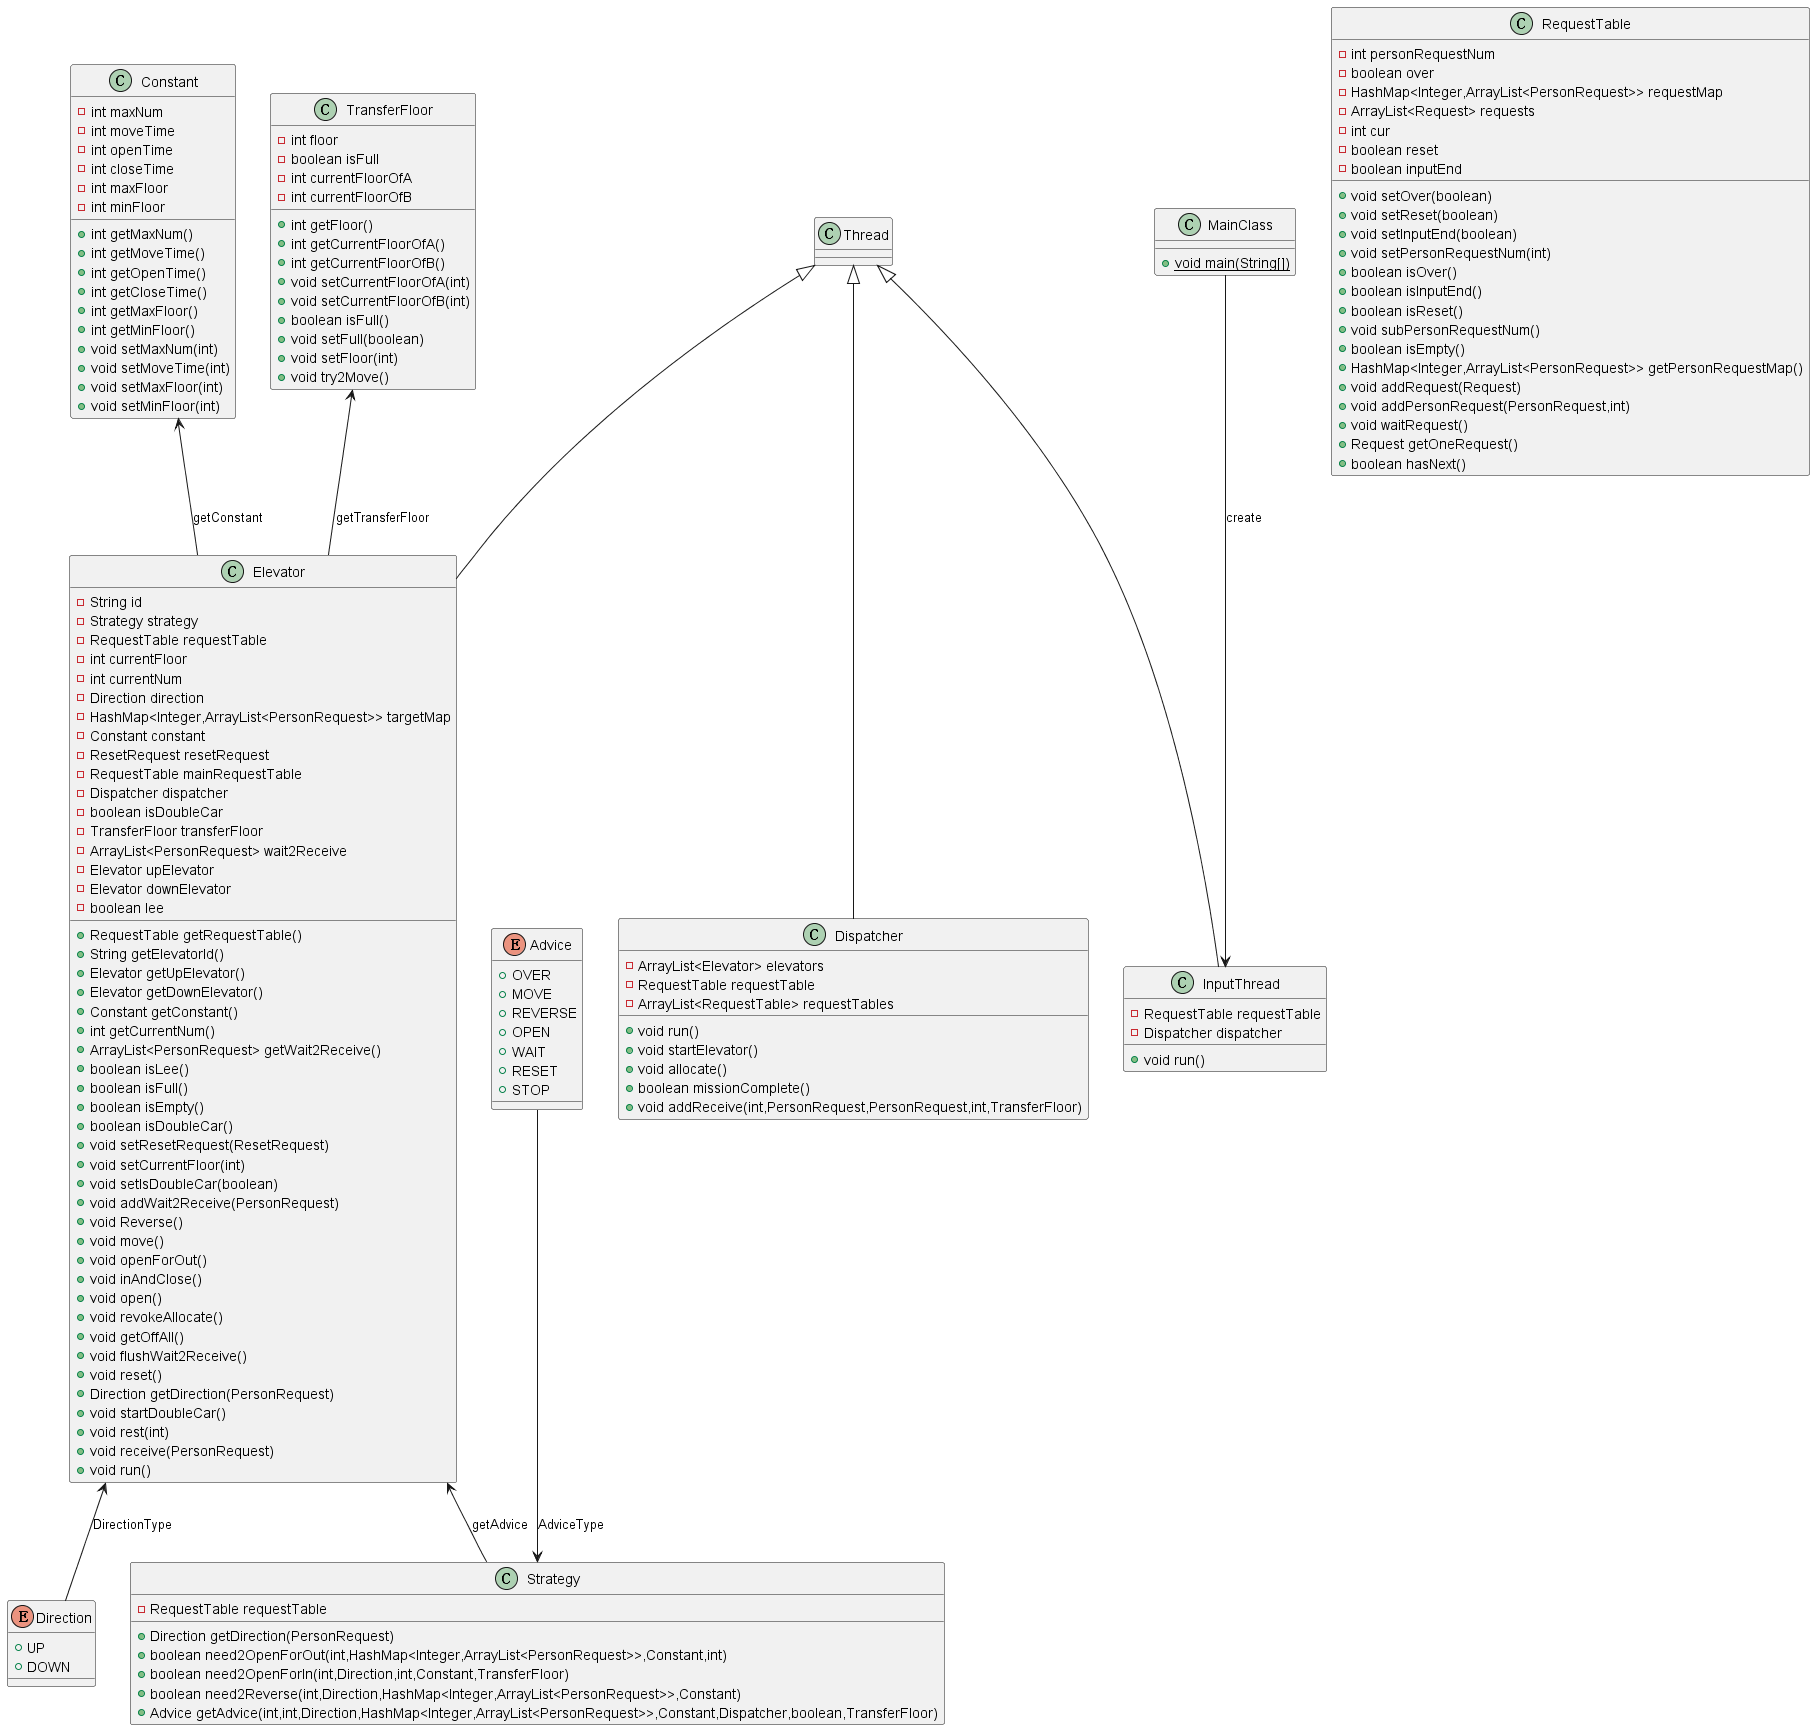 C RequestTable
int personRequestNum
boolean over
HashMap<Integer,ArrayList<PersonRequest>> requestMap
ArrayList<Request> requests
int cur
boolean reset
boolean inputEnd
void setOver(boolean)
void setReset(boolean)
void setInputEnd(boolean)
void setPersonRequestNum(int)
boolean isOver()
boolean isInputEnd()
boolean isReset()
void subPersonRequestNum()
boolean isEmpty()
HashMap<Integer,ArrayList<PersonRequest>> getPersonRequestMap()
void addRequest(Request)
void addPersonRequest(PersonRequest,int)
void waitRequest()
Request getOneRequest()
boolean hasNext()
C Constant
int maxNum
int moveTime
int openTime
int closeTime
int maxFloor
int minFloor
int getMaxNum()
int getMoveTime()
int getOpenTime()
int getCloseTime()
int getMaxFloor()
int getMinFloor()
void setMaxNum(int)
void setMoveTime(int)
void setMaxFloor(int)
void setMinFloor(int)
C TransferFloor
int floor
boolean isFull
int currentFloorOfA
int currentFloorOfB
int getFloor()
int getCurrentFloorOfA()
int getCurrentFloorOfB()
void setCurrentFloorOfA(int)
void setCurrentFloorOfB(int)
boolean isFull()
void setFull(boolean)
void setFloor(int)
void try2Move()
C Thread
C MainClass
void main(String[])
getConstant
getTransferFloor
create
C Elevator
String id
Strategy strategy
RequestTable requestTable
int currentFloor
int currentNum
Direction direction
HashMap<Integer,ArrayList<PersonRequest>> targetMap
Constant constant
ResetRequest resetRequest
RequestTable mainRequestTable
Dispatcher dispatcher
boolean isDoubleCar
TransferFloor transferFloor
ArrayList<PersonRequest> wait2Receive
Elevator upElevator
Elevator downElevator
boolean lee
RequestTable getRequestTable()
String getElevatorId()
Elevator getUpElevator()
Elevator getDownElevator()
Constant getConstant()
int getCurrentNum()
ArrayList<PersonRequest> getWait2Receive()
boolean isLee()
boolean isFull()
boolean isEmpty()
boolean isDoubleCar()
void setResetRequest(ResetRequest)
void setCurrentFloor(int)
void setIsDoubleCar(boolean)
void addWait2Receive(PersonRequest)
void Reverse()
void move()
void openForOut()
void inAndClose()
void open()
void revokeAllocate()
void getOffAll()
void flushWait2Receive()
void reset()
Direction getDirection(PersonRequest)
void startDoubleCar()
void rest(int)
void receive(PersonRequest)
void run()
E Advice
OVER
MOVE
REVERSE
OPEN
WAIT
RESET
STOP
C Dispatcher
ArrayList<Elevator> elevators
RequestTable requestTable
ArrayList<RequestTable> requestTables
void run()
void startElevator()
void allocate()
boolean missionComplete()
void addReceive(int,PersonRequest,PersonRequest,int,TransferFloor)
C InputThread
RequestTable requestTable
Dispatcher dispatcher
void run()
DirectionType
getAdvice
AdviceType
E Direction
UP
DOWN
C Strategy
RequestTable requestTable
Direction getDirection(PersonRequest)
boolean need2OpenForOut(int,HashMap<Integer,ArrayList<PersonRequest>>,Constant,int)
boolean need2OpenForIn(int,Direction,int,Constant,TransferFloor)
boolean need2Reverse(int,Direction,HashMap<Integer,ArrayList<PersonRequest>>,Constant)
Advice getAdvice(int,int,Direction,HashMap<Integer,ArrayList<PersonRequest>>,Constant,Dispatcher,boolean,TransferFloor)